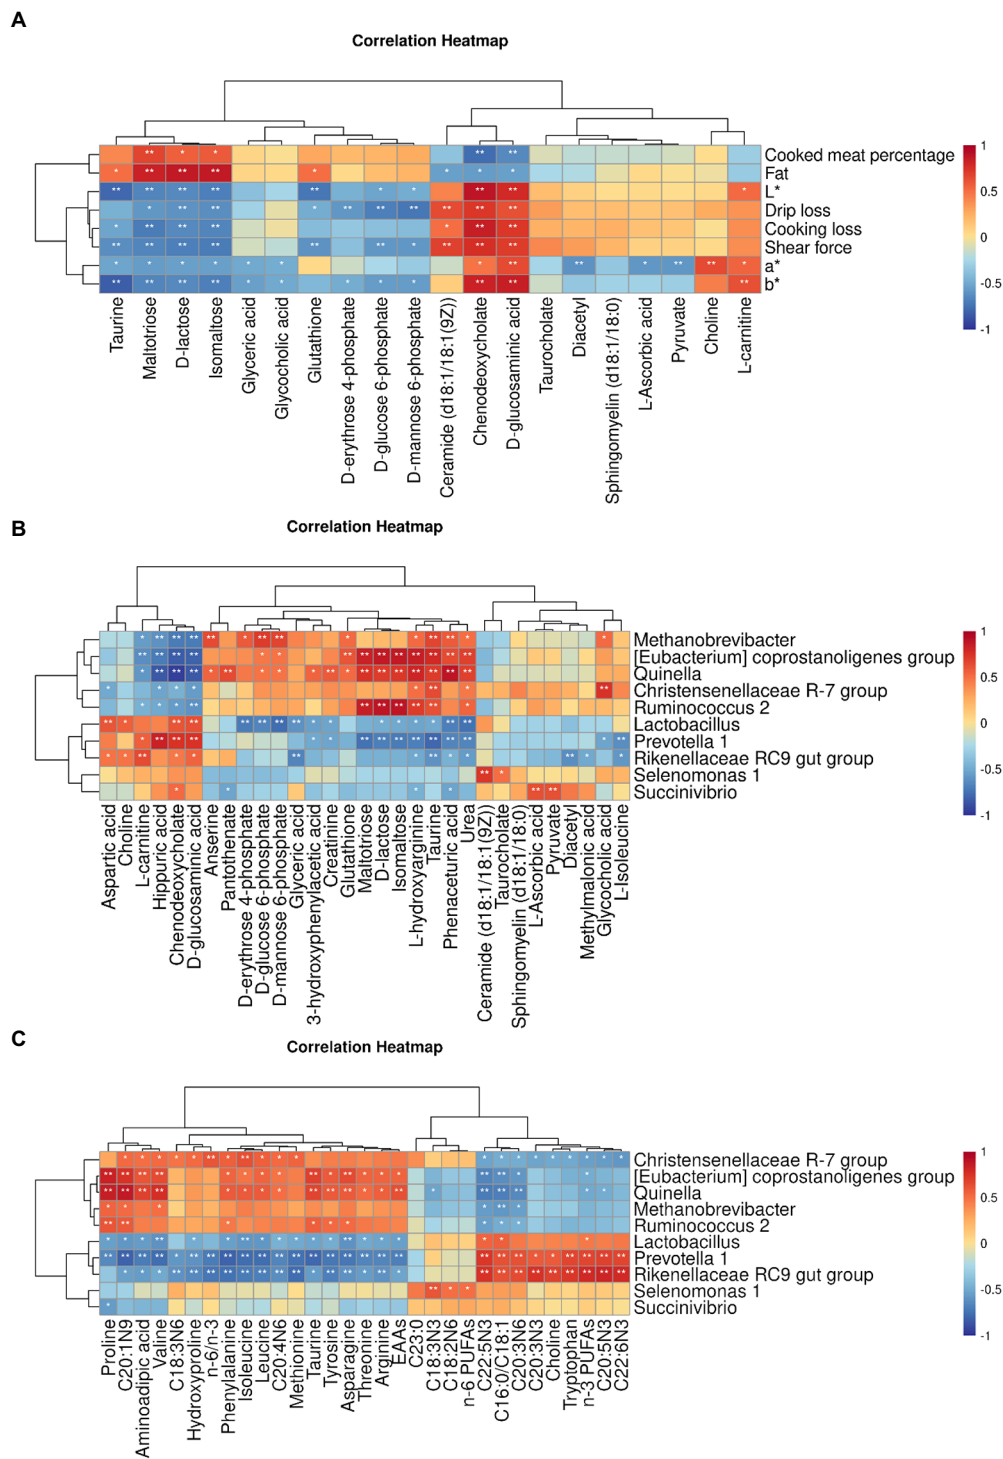 A
Correlation Heatmap
Cooked meat percentage
Fat
L*
Drip loss
Cooking loss
Shear force
a*
b*
Taurine
Maltotriose
D-lactose
Isomaltose
Glyceric acid
Glycocholic acid
Glutathione
D-erythrose 4-phosphate
D-glucose 6-phosphate
D-mannose 6-phosphate
Ceramide (d18:1/18:1(9Z))
Chenodeoxycholate
D-glucosaminic acid
Taurocholate
Diacetyl
Sphingomyelin (d18:1/18:0)
L-Ascorbic acid
Pyruvate
Choline
L-carnitine
1
0.5
0
-0.5
-1
B
Correlation Heatmap
Methanobrevibacter
[Eubacterium] coprostanoligenes group
Quinella
Christensenellaceae R-7 group
Ruminococcus 2
Lactobacillus
Prevotella 1
Rikenellaceae RC9 gut group
Selenomonas 1
Succinivibrio
Aspartic acid
Choline
L-carnitine
Hippuric acid
Chenodeoxycholate
D-glucosaminic acid
Anserine
Pantothenate
D-erythrose 4-phosphate
D-glucose 6-phosphate
D-mannose 6-phosphate
Glyceric acid
3-hydroxyphenylacetic acid
Creatinine
Glutathione
Maltotriose
D-lactose
Isomaltose
L-hydroxyarginine
Taurine
Phenaceturic acid
Urea
Ceramide (d18:1/18:1(9Z))
Taurocholate
Sphingomyelin (d18:1/18:0)
L-Ascorbic acid
Pyruvate
Diacetyl
Methylmalonic acid
Glycocholic acid
L-Isoleucine
1
0.5
0
-0.5
-1
C
Correlation Heatmap
Christensenellaceae R-7 group
[Eubacterium] coprostanoligenes group
Quinella
Methanobrevibacter
Ruminococcus 2
Lactobacillus
Prevotella 1
Rikenellaceae RC9 gut group
Selenomonas 1
Succinivibrio
Proline
C20:1N9
Aminoadipic acid
Valine
C18:3N6
Hydroxyproline
n-6/n-3
Phenylalanine
Isoleucine
Leucine
C20:4N6
Methionine
Taurine
Tyrosine
Asparagine
Threonine
Arginine
EAAs
C23:0
C18:3N3
C18:2N6
n-6 PUFAs
C22:5N3
C16:0/C18:1
C20:3N6
C20:3N3
Choline
Tryptophan
n-3 PUFAs
C20:5N3
C22:6N3
1
0.5
0
-0.5
-1